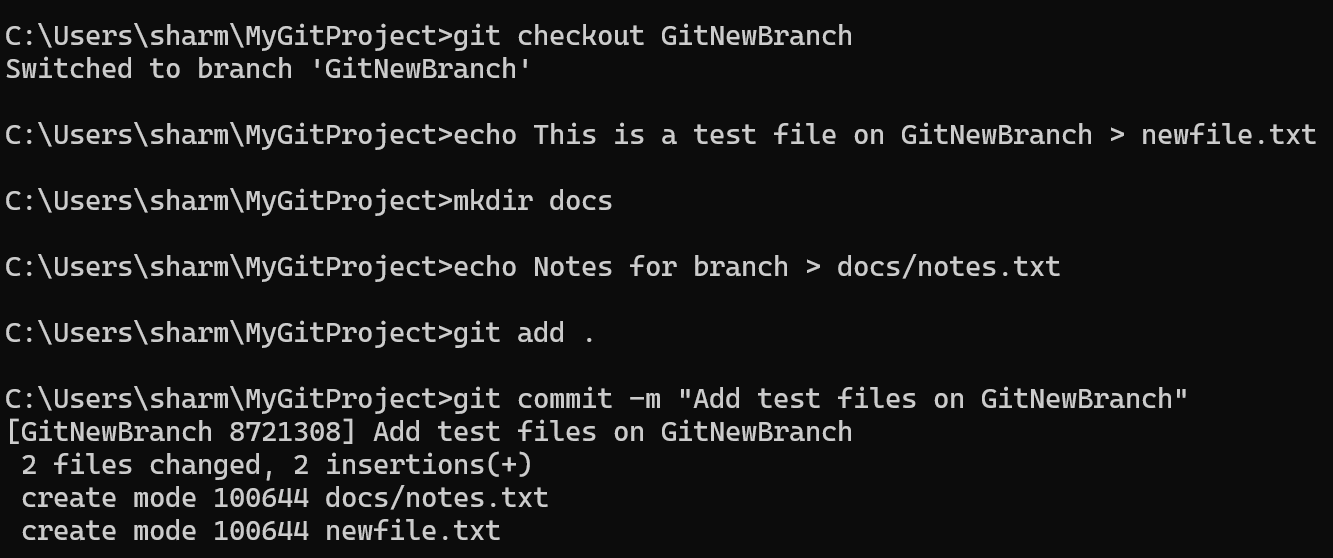 C:\Users\sharm\MyGitProject>git checkout GitNewBranch
Switched to branch 'GitNewBranch'
C:\Users\sharm\MyGitProject>echo This is a test file on GitNewBranch > newfile.txt
C:\Users\sharm\MyGitProject>mkdir docs
C:\Users\sharm\MyGitProject>echo Notes for branch > docs/notes.txt
C:\Users\sharm\MyGitProject>git add .
C:\Users\sharm\MyGitProject>git commit -m "Add test files on GitNewBranch"
[GitNewBranch 8721308] Add test files on GitNewBranch
 2 files changed, 2 insertions(+)
 create mode 100644 docs/notes.txt
 create mode 100644 newfile.txt